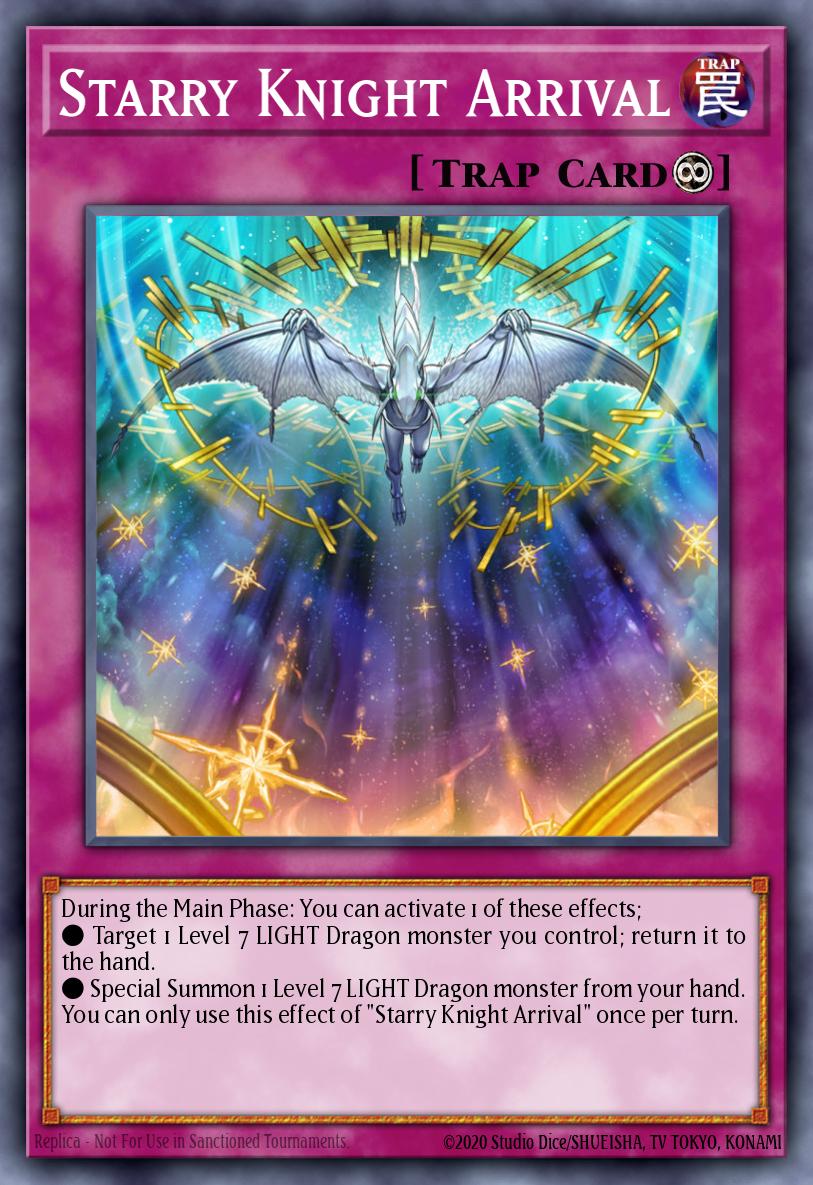 STARRY KNIGHT ARRIVAL
TRAP
罠
[TRAP CARD∞]
During the Main Phase: You can activate 1 of these effects;
● Target 1 Level 7 LIGHT Dragon monster you control; return it to
the hand.
● Special Summon 1 Level 7 LIGHT Dragon monster from your hand.
You can only use this effect of "Starry Knight Arrival" once per turn.
Replica - Not For Use in Sanctioned Tournaments.
©2020 Studio Dice/SHUEISHA, TV TOKYO, KONAMI